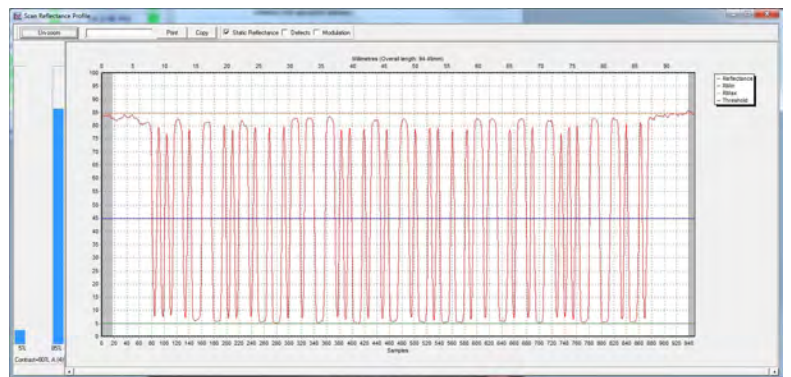 Scan Reflectance Profile
Un-zoom Print Copy Static Reflectance Defects Modulation
Millimetres (Overall length: 94.46mm)
0 5 10 15 20 25 30 35 40 45 50 55 60 65 70 75 80 85 90
100
95
90
85
80
75
70
65
60
55
50
45
40
35
30
25
20
15
10
5
0
0 20 40 60 80 100 120 140 160 180 200 220 240 260 280 300 320 340 360 380 400 420 440 460 480 500 520 540 560 580 600 620 640 660 680 700 720 740 760 780 800 820 840 860 880 900 920 940
Samples
Reflectance
RMin
RMax
Threshold
5% 85%
Contrast=80%, A (4)